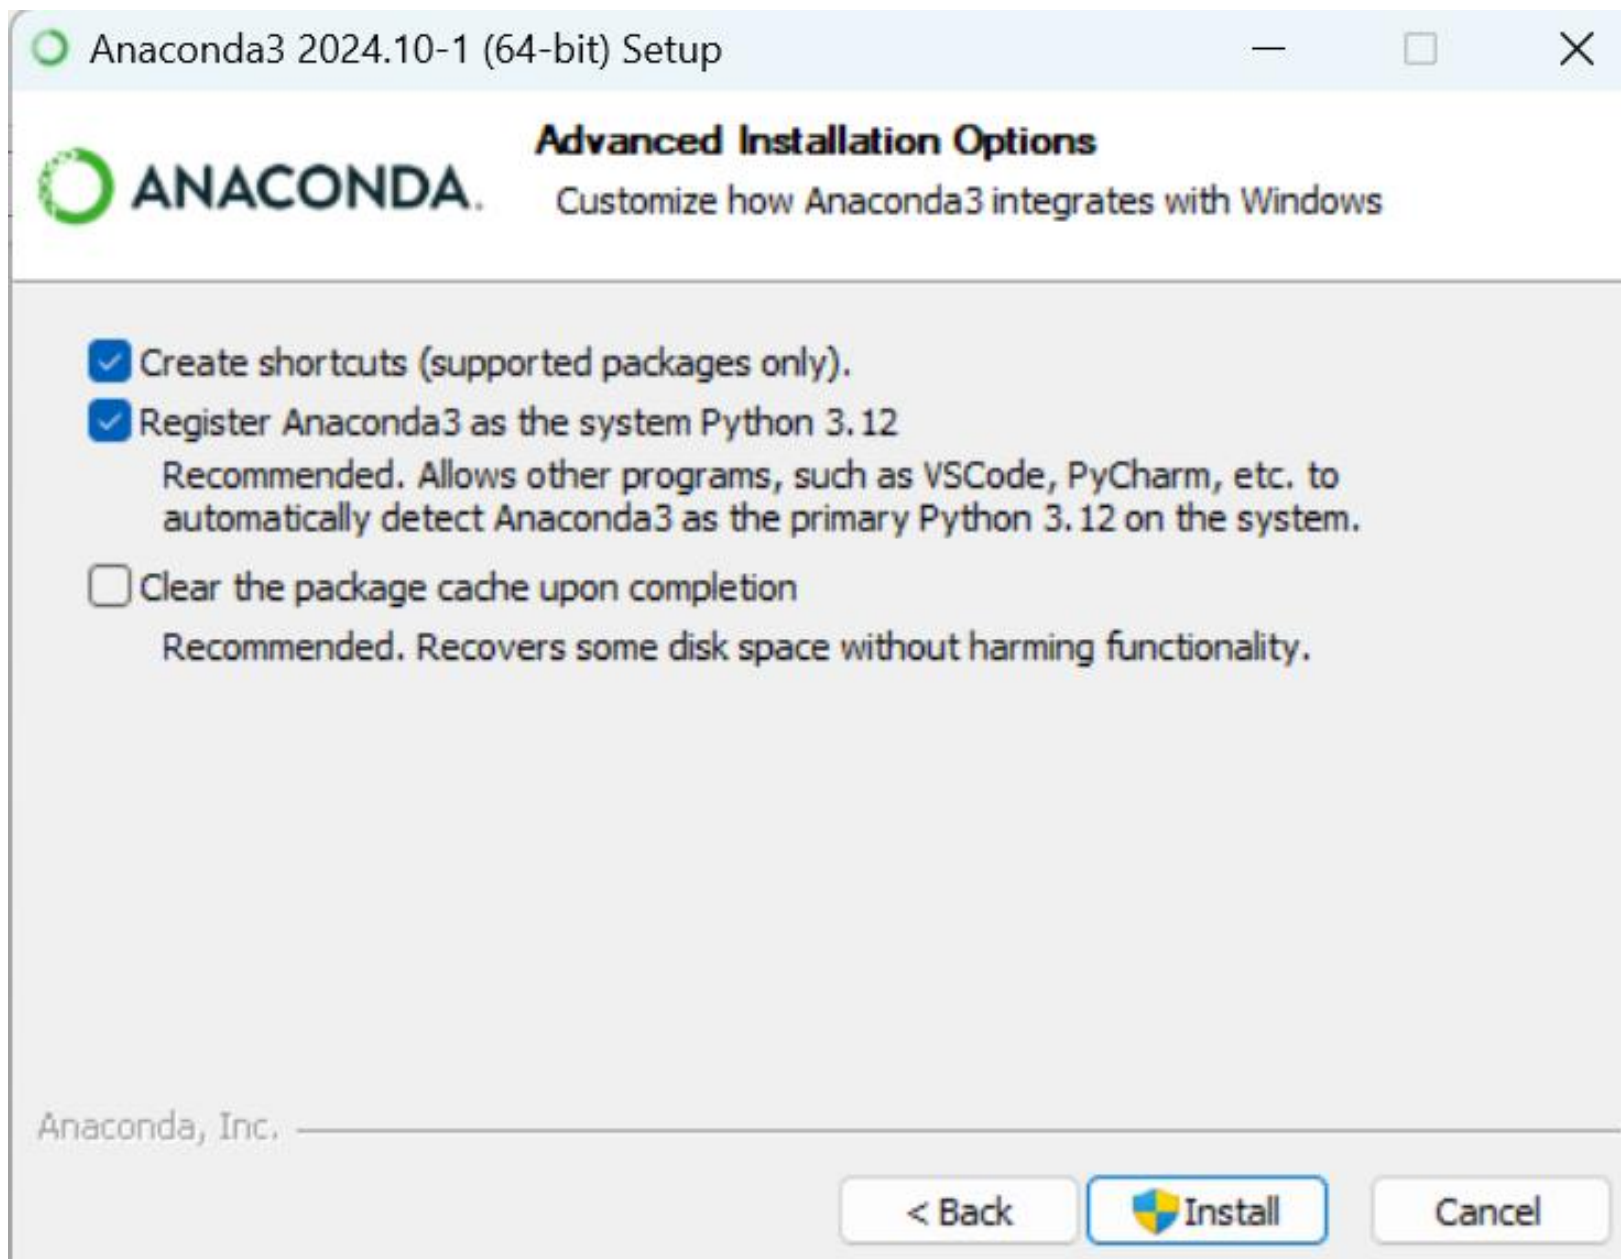 Anaconda3 2024.10-1 (64-bit) Setup
ANACONDA.
Advanced Installation Options
Customize how Anaconda3 integrates with Windows
Create shortcuts (supported packages only).
Register Anaconda3 as the system Python 3.12
Recommended. Allows other programs, such as VSCode, PyCharm, etc. to
automatically detect Anaconda3 as the primary Python 3.12 on the system.
Clear the package cache upon completion
Recommended. Recovers some disk space without harming functionality.
Anaconda, Inc.
< Back
Install
Cancel